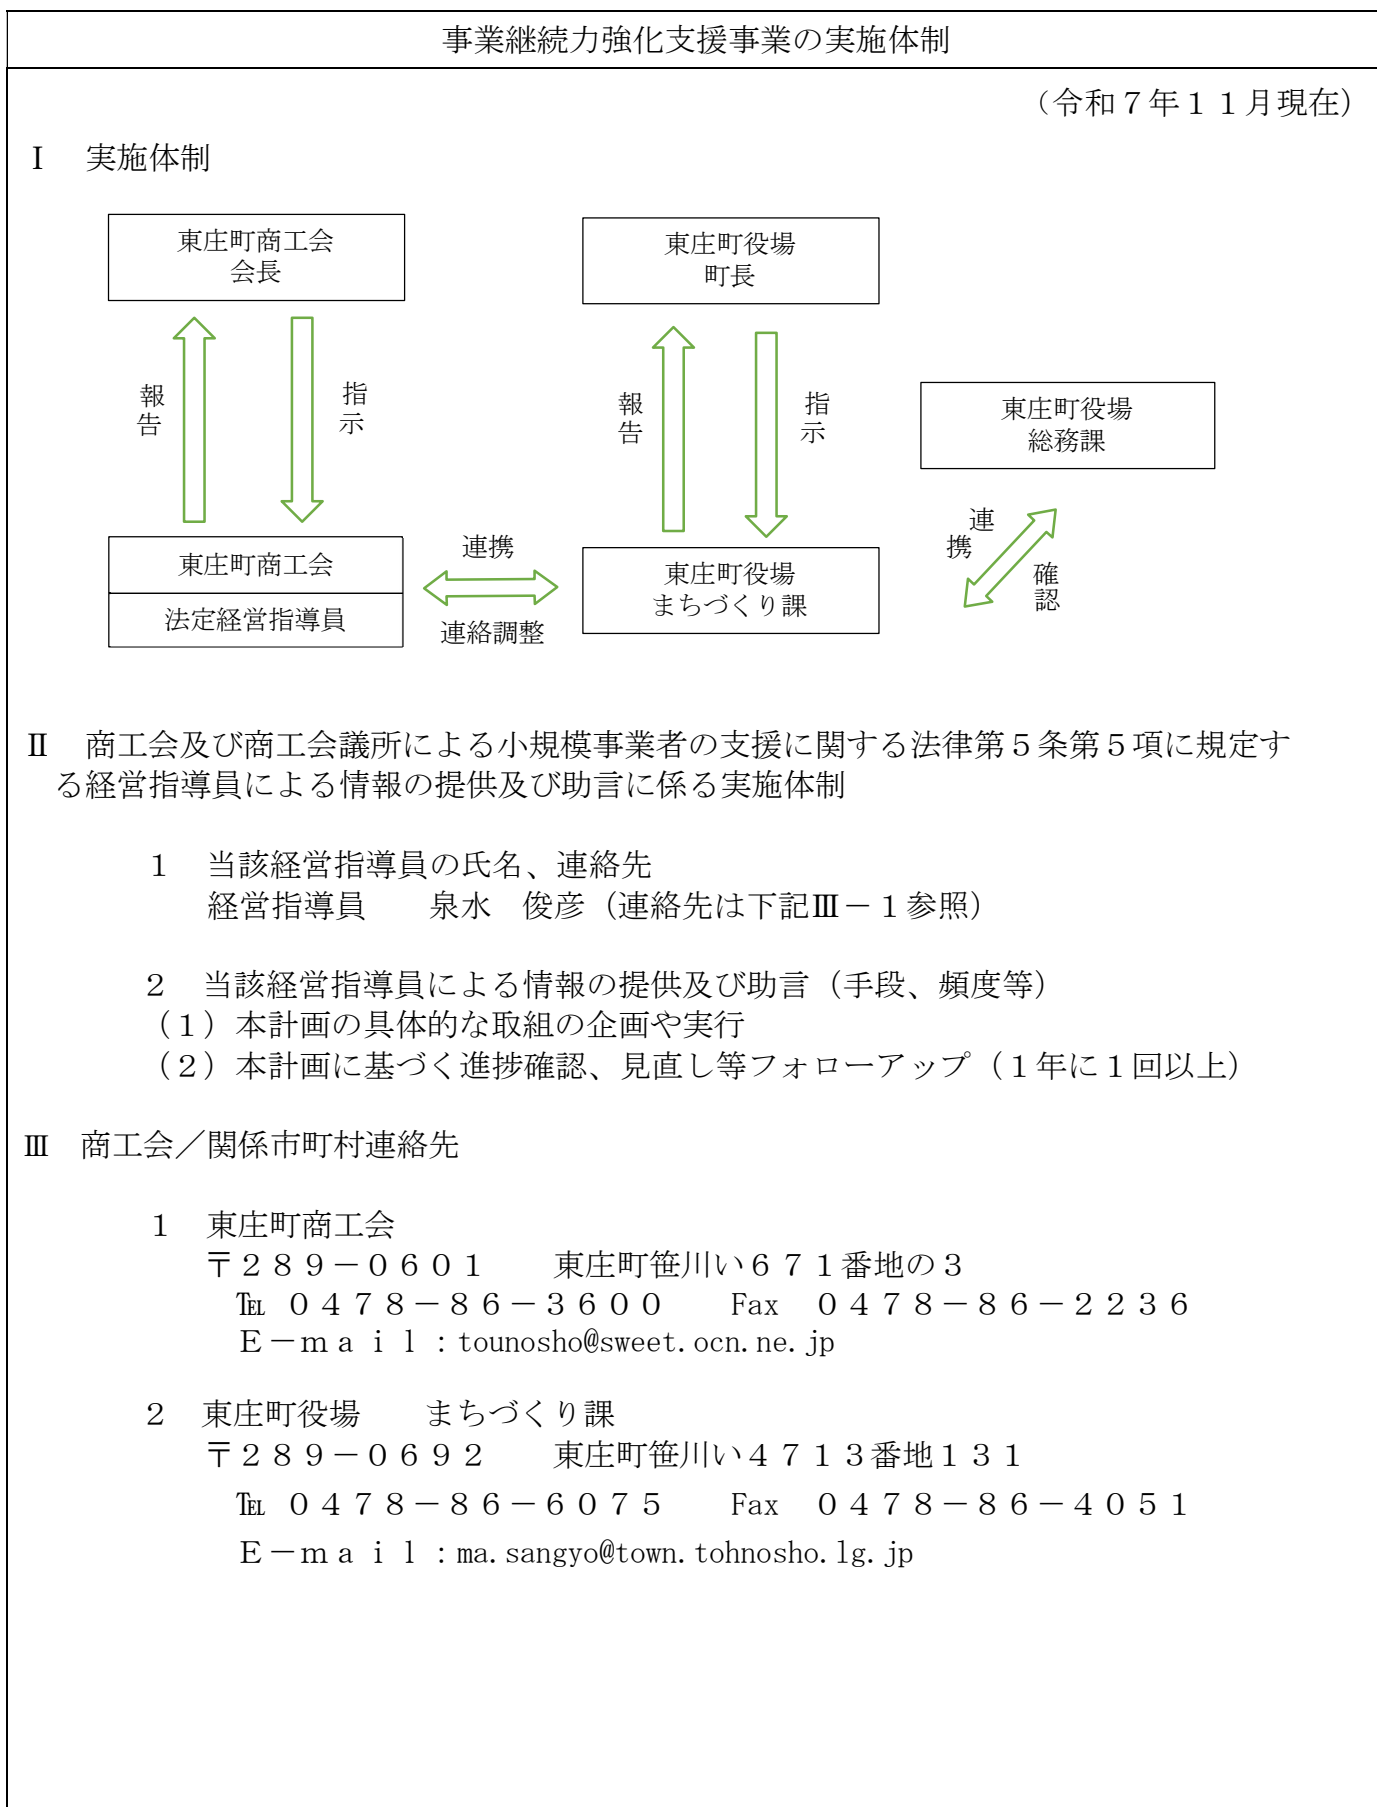 事業継続力強化支援事業の実施体制
（令和７年１１月現在）
Ⅰ　実施体制
東庄町商工会
会長
東庄町役場
町長
報告
指示
報告
指示
東庄町役場
総務課
東庄町商工会
法定経営指導員
連携
連絡調整
東庄町役場
まちづくり課
連携
確認
Ⅱ　商工会及び商工会議所による小規模事業者の支援に関する法律第５条第５項に規定す
る経営指導員による情報の提供及び助言に係る実施体制
１　当該経営指導員の氏名、連絡先
経営指導員　　泉水　俊彦（連絡先は下記Ⅲ－１参照）
２　当該経営指導員による情報の提供及び助言（手段、頻度等）
（１）本計画の具体的な取組の企画や実行
（２）本計画に基づく進捗確認、見直し等フォローアップ（１年に１回以上）
Ⅲ　商工会／関係市町村連絡先
１　東庄町商工会
〒２８９－０６０１　　東庄町笹川い６７１番地の３
℡ ０４７８－８６－３６００　　Fax　０４７８－８６－２２３６
Ｅ－ｍａｉｌ：tounosho@sweet.ocn.ne.jp
２　東庄町役場　　まちづくり課
〒２８９－０６９２　　東庄町笹川い４７１３番地１３１
℡ ０４７８－８６－６０７５　　Fax　０４７８－８６－４０５１
Ｅ－ｍａｉｌ：ma.sangyo@town.tohnosho.lg.jp